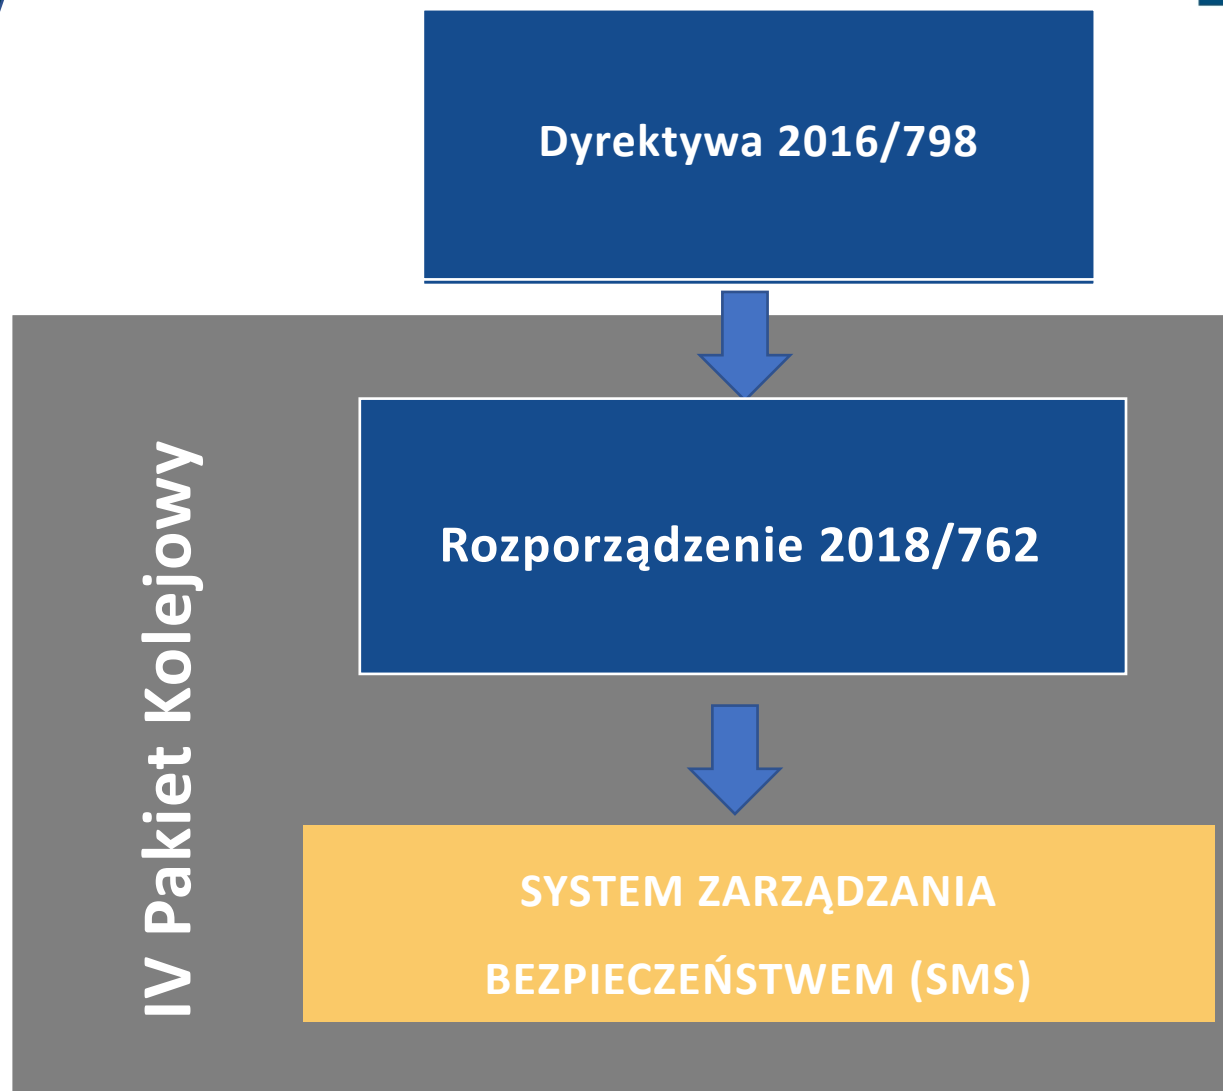 Dyrektywa 2016/798
IV Pakiet Kolejowy
Rozporządzenie 2018/762
SYSTEM ZARZĄDZANIA
BEZPIECZEŃSTWEM (SMS)